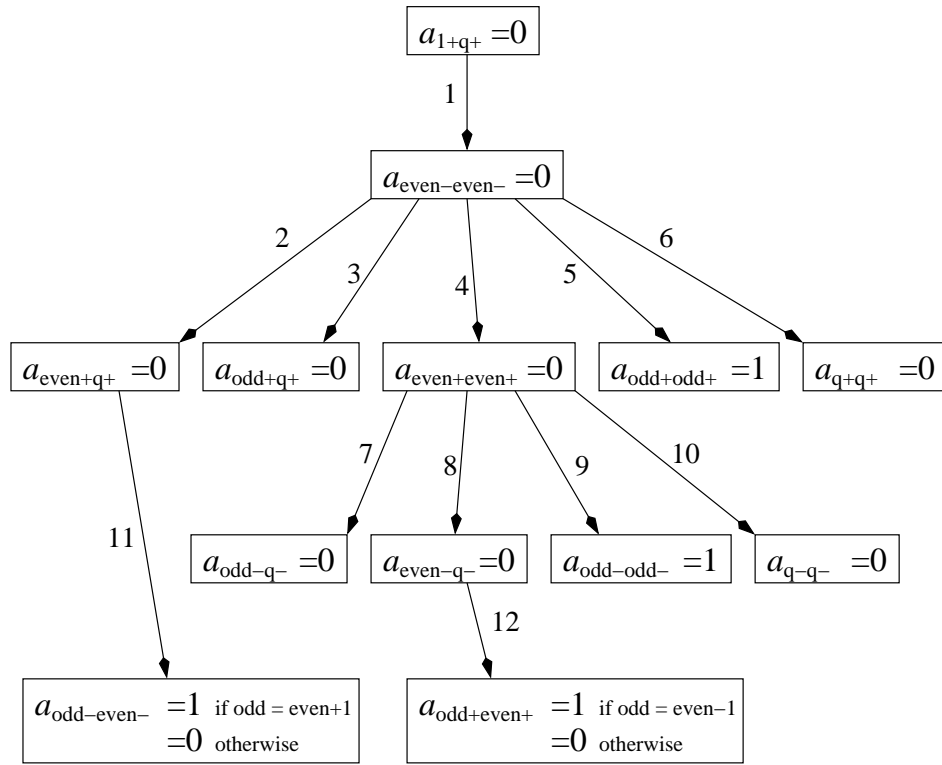 a1+q+ =0
1
aeven−even− =0
2 3 4 5 6
aeven+q+ =0 aodd+q+ =0 aeven+even+ =0 aodd+odd+ =1 aq+q+ =0
7 8 9 10
11
aodd−q− =0 aeven−q− =0 aodd−odd− =1 aq−q− =0
12
aodd−even− =1 if odd = even+1
=0 otherwise
aodd+even+ =1 if odd = even−1
=0 otherwise